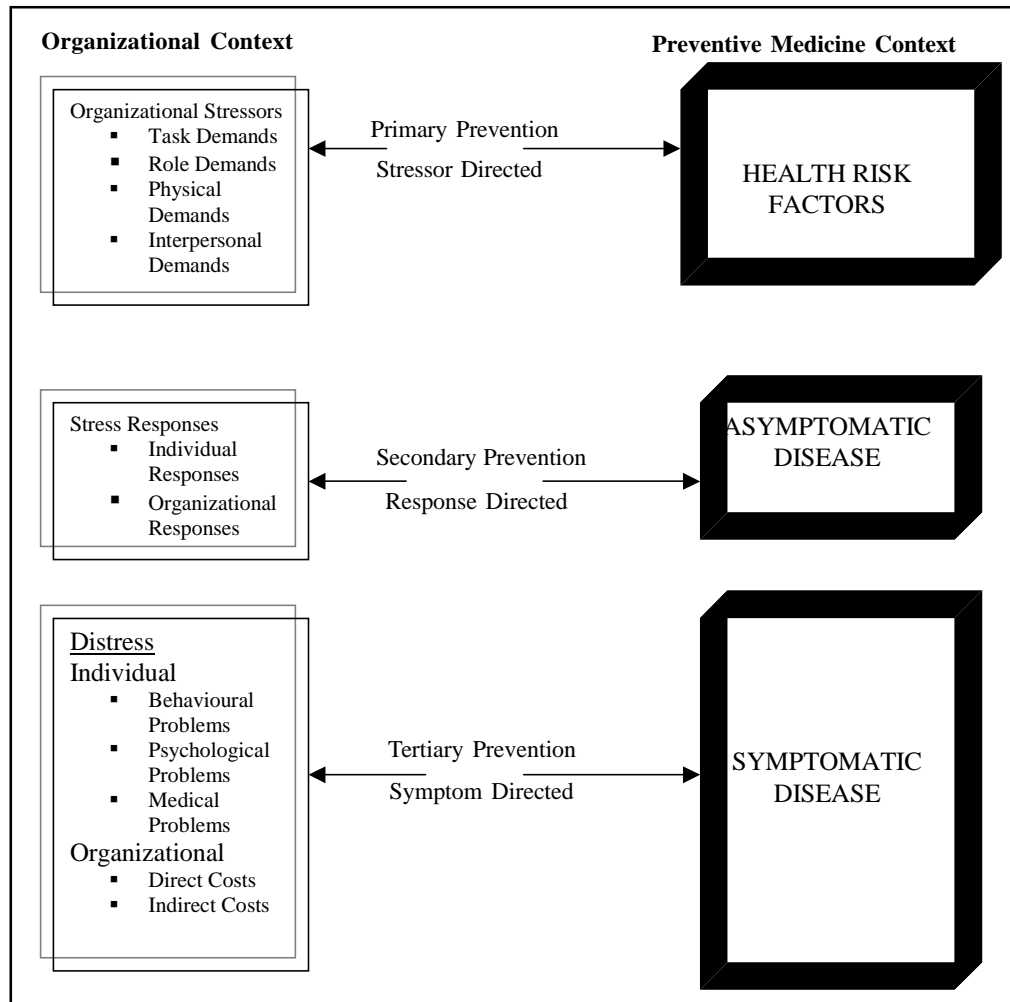 Organizational Context
Preventive Medicine Context
Organizational Stressors
▪ Task Demands
▪ Role Demands
▪ Physical
Demands
▪ Interpersonal
Demands
Primary Prevention
Stressor Directed
HEALTH RISK
FACTORS
Stress Responses
▪ Individual
Responses
▪ Organizational
Responses
Secondary Prevention
Response Directed
ASYMPTOMATIC
DISEASE
Distress
Individual
▪ Behavioural
Problems
▪ Psychological
Problems
▪ Medical
Problems
Organizational
▪ Direct Costs
▪ Indirect Costs
Tertiary Prevention
Symptom Directed
SYMPTOMATIC
DISEASE